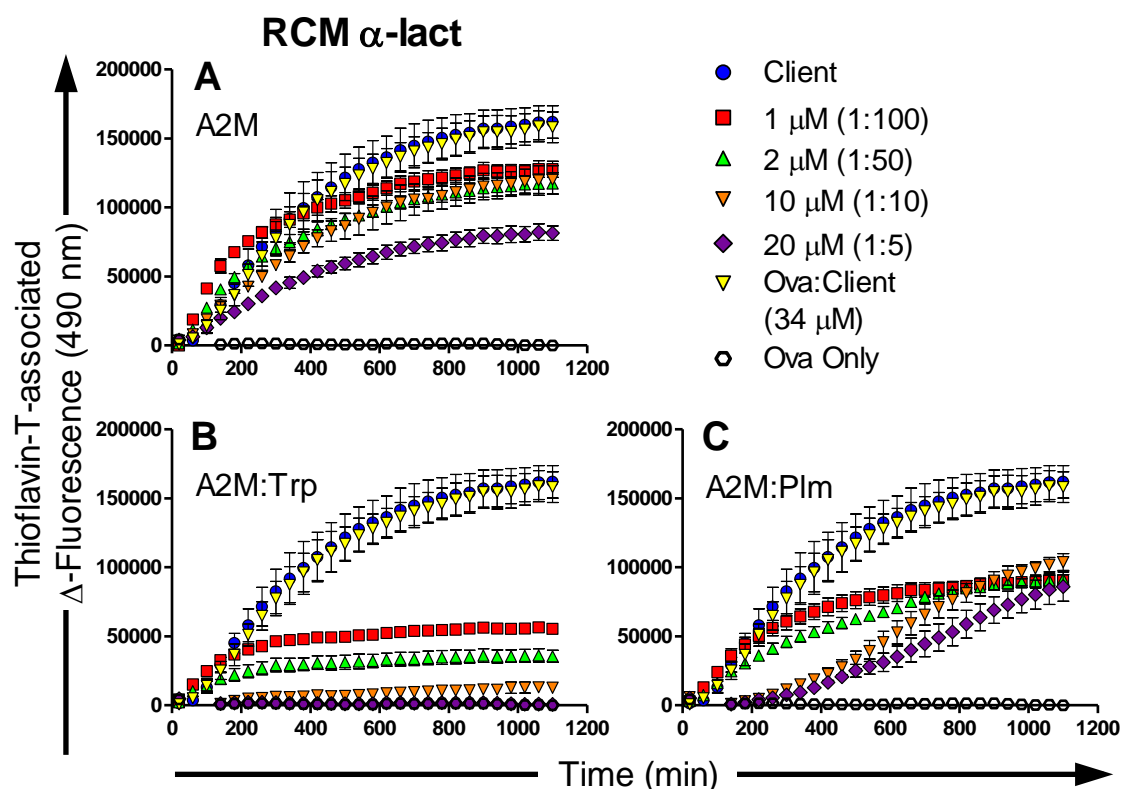 RCM α-lact
A
A2M
200000
150000
100000
50000
0
0 200 400 600 800 1000 1200
Client
1 μM (1:100)
2 μM (1:50)
10 μM (1:10)
20 μM (1:5)
Ova:Client
(34 μM)
Ova Only
B
A2M:Trp
200000
150000
100000
50000
0
0 200 400 600 800 1000 1200
C
A2M:Plm
200000
150000
100000
50000
0
0 200 400 600 800 1000 1200
Thioflavin-T-associated
Δ-Fluorescence (490 nm)
Time (min)